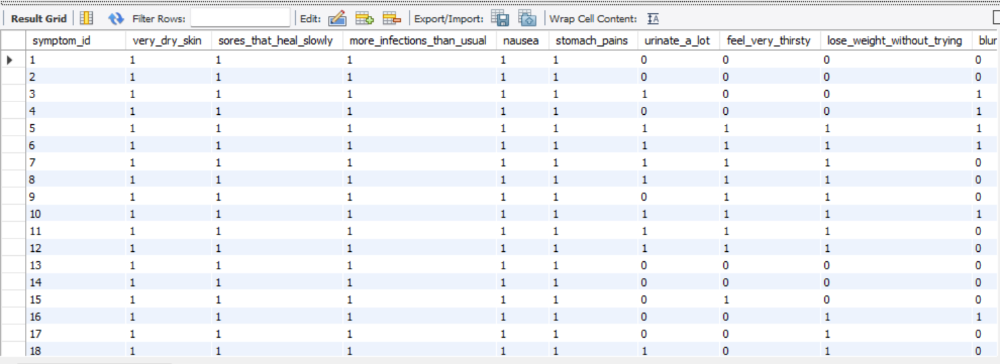 Result Grid Filter Rows: Edit: Export/Import: Wrap Cell Content:
symptom_id very_dry_skin sores_that_heal_slowly more_infections_than_usual nausea stomach_pains urinate_a_lot feel_very_thirsty lose_weight_without_trying blur
1 1 1 1 1 1 0 0 0 0
2 1 1 1 1 1 0 0 0 0
3 1 1 1 1 1 1 0 0 1
4 1 1 1 1 1 0 0 0 1
5 1 1 1 1 1 1 1 1 1
6 1 1 1 1 1 1 1 1 1
7 1 1 1 1 1 1 1 1 0
8 1 1 1 1 1 1 1 1 0
9 1 1 1 1 1 0 1 1 0
10 1 1 1 1 1 1 1 1 1
11 1 1 1 1 1 1 1 1 0
12 1 1 1 1 1 1 1 1 0
13 1 1 1 1 1 0 0 0 0
14 1 1 1 1 1 0 0 0 0
15 1 1 1 1 1 0 1 0 0
16 1 1 1 1 1 0 0 1 1
17 1 1 1 1 1 0 0 1 0
18 1 1 1 1 1 1 0 1 0